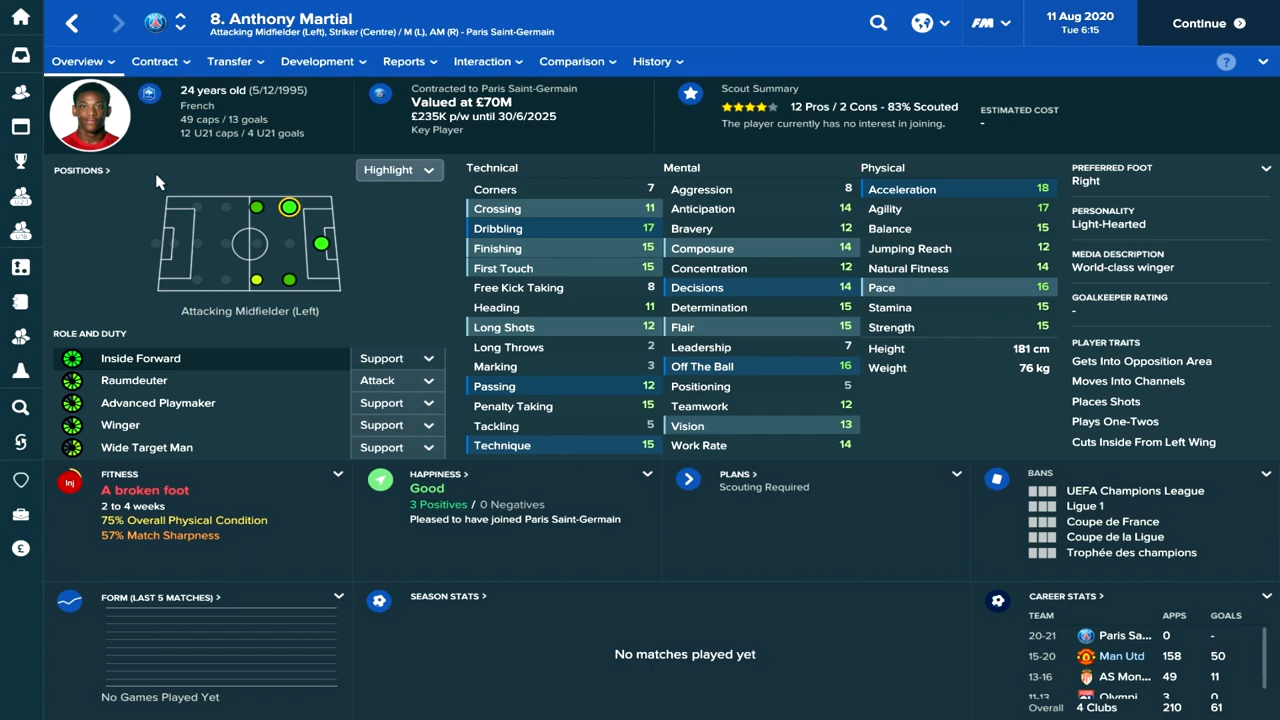 8. Anthony Martial
Attacking Midfielder (Left), Striker (Centre) / M (L), AM (R) - Paris Saint-Germain
FM
11 Aug 2020
Tue 6:15
Continue
Overview
Contract
Transfer
Development
Reports
Interaction
Comparison
History
?
24 years old (5/12/1995)
French
49 caps / 13 goals
12 U21 caps / 4 U21 goals
Contracted to Paris Saint-Germain
Valued at £70M
£235K p/w until 30/6/2025
Key Player
Scout Summary
12 Pros / 2 Cons - 83% Scouted
The player currently has no interest in joining.
ESTIMATED COST
-
POSITIONS >
Highlight
Attacking Midfielder (Left)
ROLE AND DUTY
Inside Forward Support
Raumdeuter Attack
Advanced Playmaker Support
Winger Support
Wide Target Man Support
Technical
Corners 7
Crossing 11
Dribbling 17
Finishing 15
First Touch 15
Free Kick Taking 8
Heading 11
Long Shots 12
Long Throws 2
Marking 3
Passing 12
Penalty Taking 15
Tackling 5
Technique 15
Mental
Aggression 8
Anticipation 14
Bravery 12
Composure 14
Concentration 12
Decisions 14
Determination 15
Flair 15
Leadership 7
Off The Ball 16
Positioning 5
Teamwork 12
Vision 13
Work Rate 14
Physical
Acceleration 18
Agility 17
Balance 15
Jumping Reach 12
Natural Fitness 14
Pace 16
Stamina 15
Strength 15
Height 181 cm
Weight 76 kg
PREFERRED FOOT
Right
PERSONALITY
Light-Hearted
MEDIA DESCRIPTION
World-class winger
GOALKEEPER RATING
-
PLAYER TRAITS
Gets Into Opposition Area
Moves Into Channels
Places Shots
Plays One-Twos
Cuts Inside From Left Wing
Inj
FITNESS
A broken foot
2 to 4 weeks
75% Overall Physical Condition
57% Match Sharpness
HAPPINESS >
Good
3 Positives / 0 Negatives
Pleased to have joined Paris Saint-Germain
PLANS >
Scouting Required
BANS
UEFA Champions League
Ligue 1
Coupe de France
Coupe de la Ligue
Trophée des champions
FORM (LAST 5 MATCHES) >
No Games Played Yet
SEASON STATS >
No matches played yet
CAREER STATS >
TEAM APPS GOALS
20-21 Paris Sa... 0 -
15-20 Man Utd 158 50
13-16 AS Mon... 49 11
11-13 Olympi... 3 0
Overall 4 Clubs 210 61